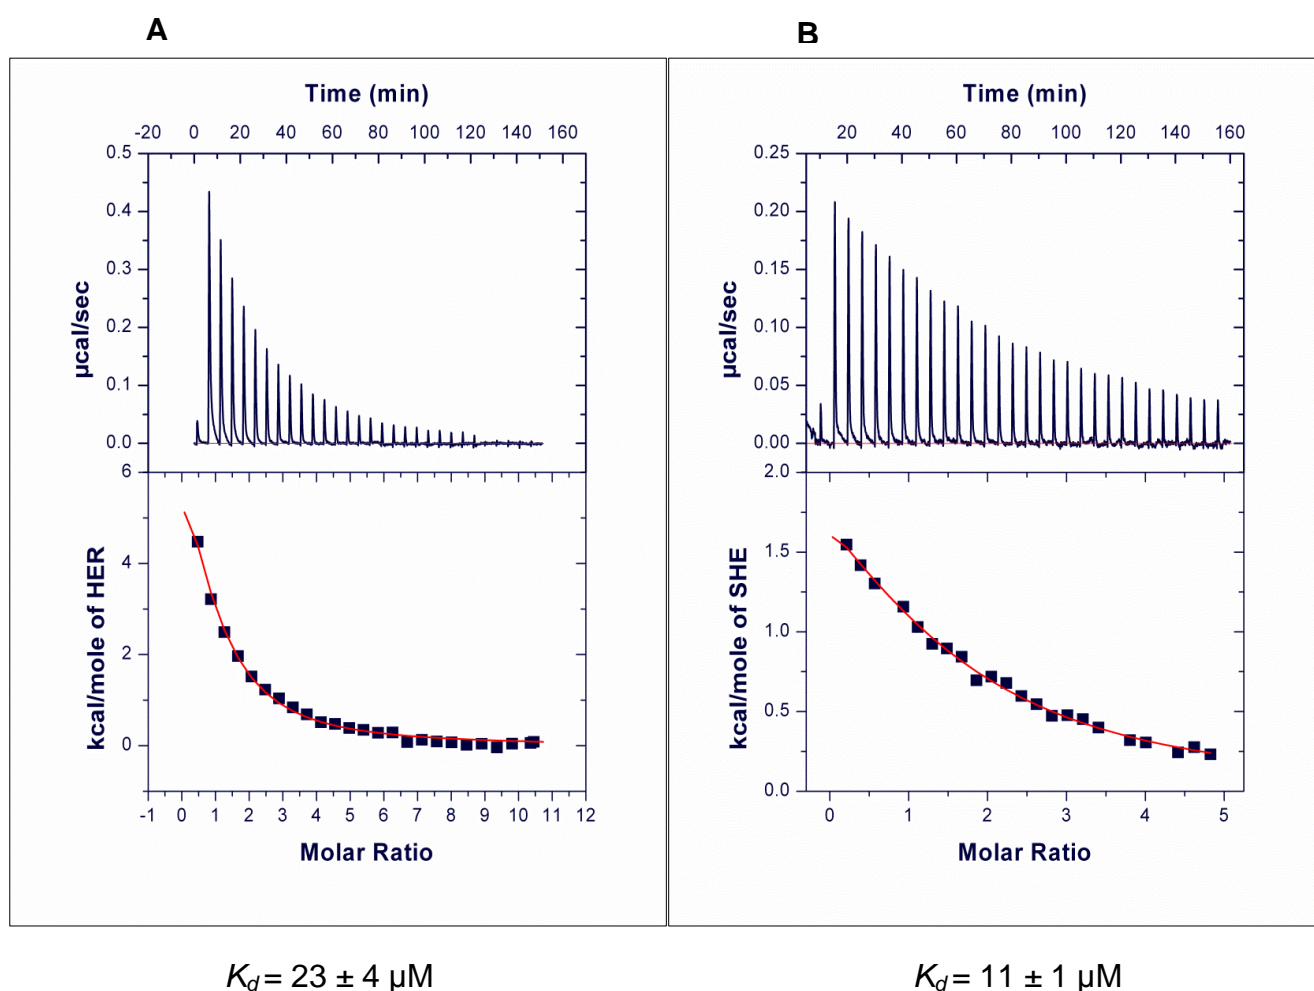 A
B
Time (min)
-20 0 20 40 60 80 100 120 140 160
0.5
0.4
0.3
0.2
0.1
0.0
µcal/sec
6
4
2
0
kcal/mole of HER
-1 0 1 2 3 4 5 6 7 8 9 10 11 12
Molar Ratio
Time (min)
20 40 60 80 100 120 140 160
0.25
0.20
0.15
0.10
0.05
0.00
µcal/sec
2.0
1.5
1.0
0.5
0.0
kcal/mole of SHE
0 1 2 3 4 5
Molar Ratio
Kd = 23 ± 4 µM
Kd = 11 ± 1 µM